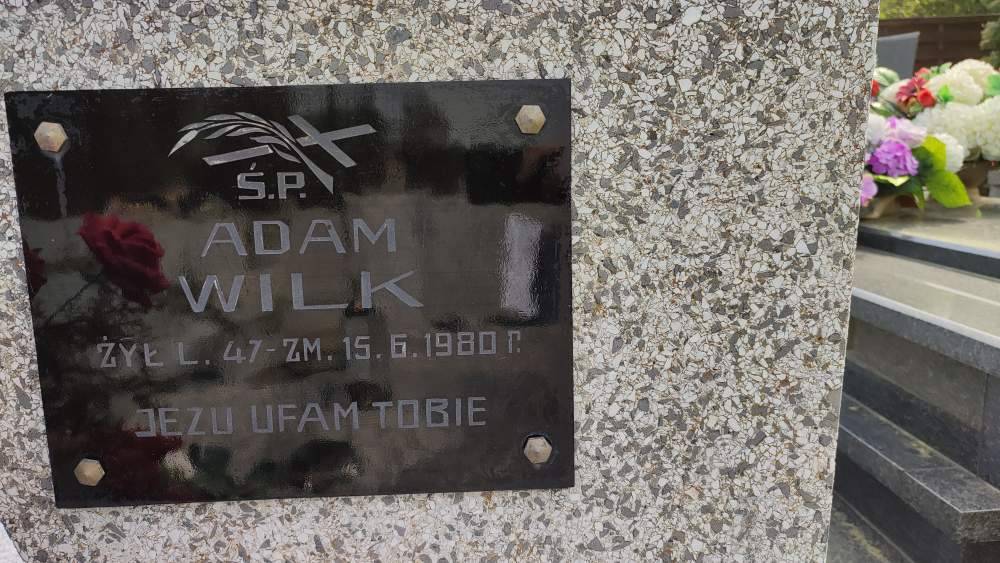 Ś.P.
ADAM
WILK
ŻYŁ L. 47-ZM. 15.6.1980 r.
JEZU UFAM TOBIE